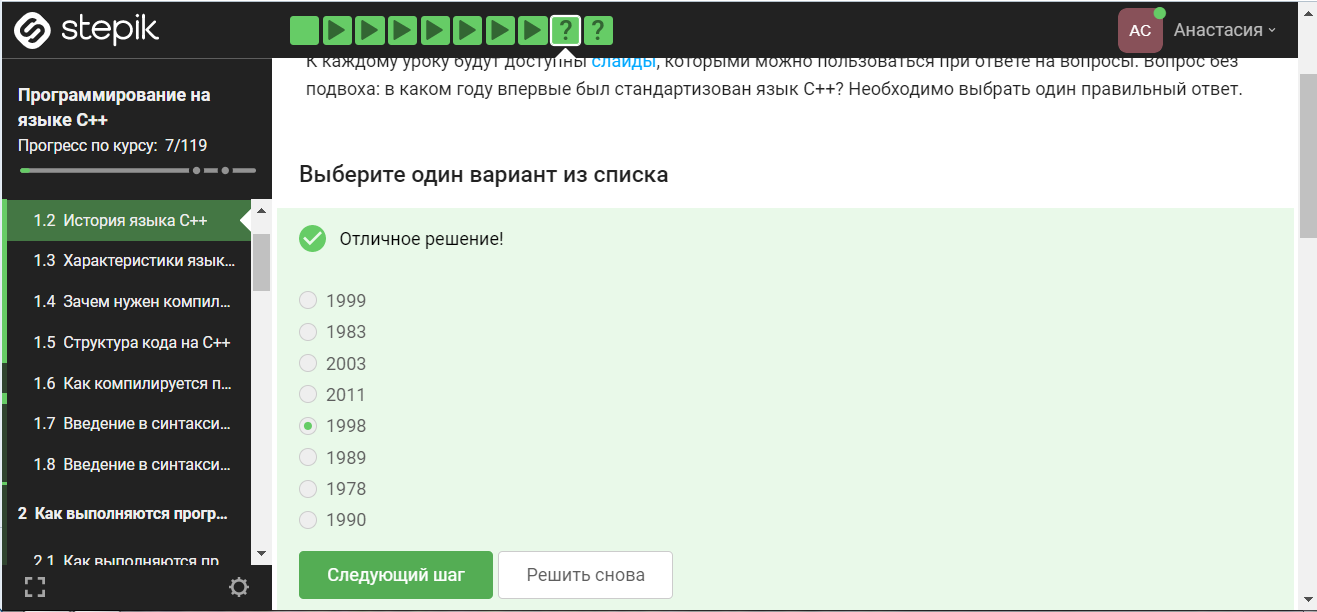 stepik
? ?
АС Анастасия
Программирование на
языке C++
Прогресс по курсу: 7/119
1.2 История языка C++
1.3 Характеристики язык...
1.4 Зачем нужен компил...
1.5 Структура кода на C++
1.6 Как компилируется п...
1.7 Введение в синтакси...
1.8 Введение в синтакси...
2 Как выполняются прогр...
2.1 Как выполняются пр
К каждому уроку будут доступны слайды, которыми можно пользоваться при ответе на вопросы. Вопрос без
подвоха: в каком году впервые был стандартизован язык C++? Необходимо выбрать один правильный ответ.
Выберите один вариант из списка
Отличное решение!
1999
1983
2003
2011
1998
1989
1978
1990
Следующий шаг Решить снова